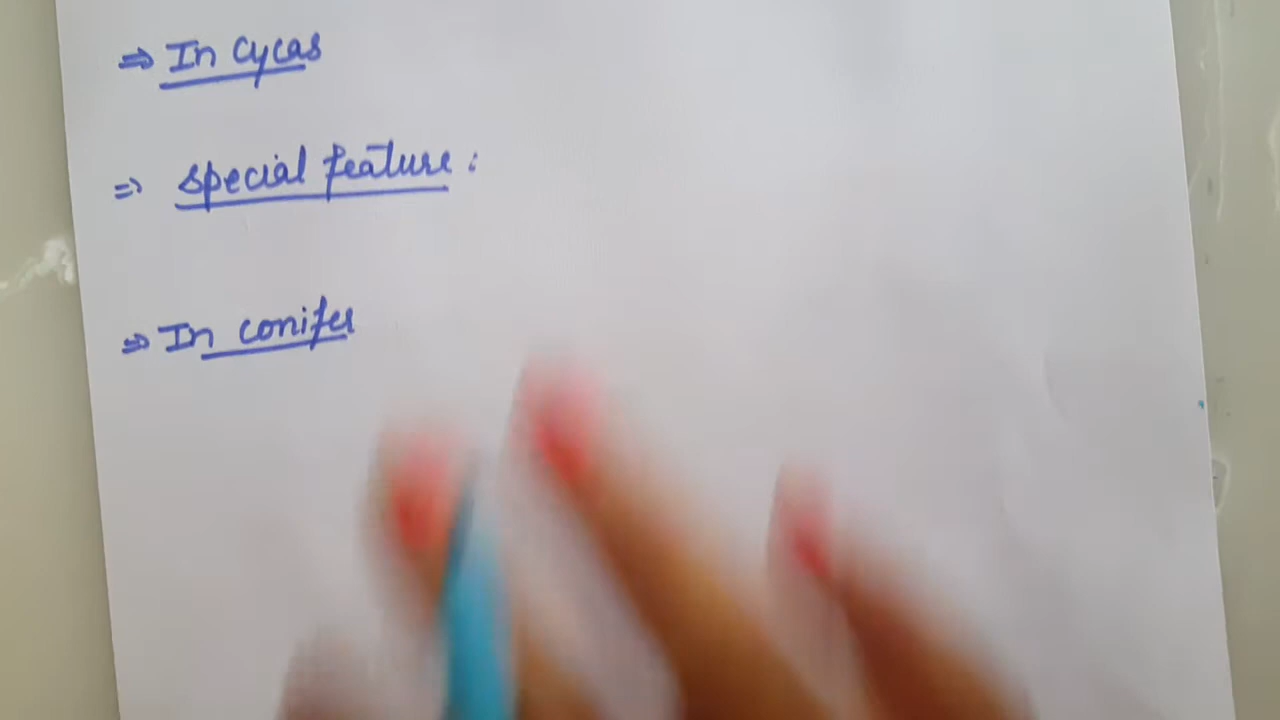 ⇒ In Cycas
⇒ special feature :
⇒ In conifer